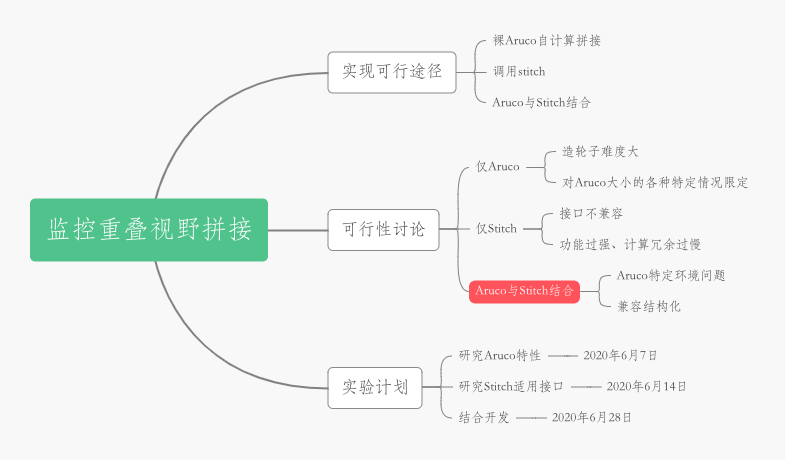 监控重叠视野拼接
实现可行途径
裸Aruco自计算拼接
调用stitch
Aruco与Stitch结合
可行性讨论
仅Aruco
造轮子难度大
对Aruco大小的各种特定情况限定
仅Stitch
接口不兼容
功能过强、计算冗余过慢
Aruco与Stitch结合
Aruco特定环境问题
兼容结构化
实验计划
研究Aruco特性
2020年6月7日
研究Stitch适用接口
2020年6月14日
结合开发
2020年6月28日